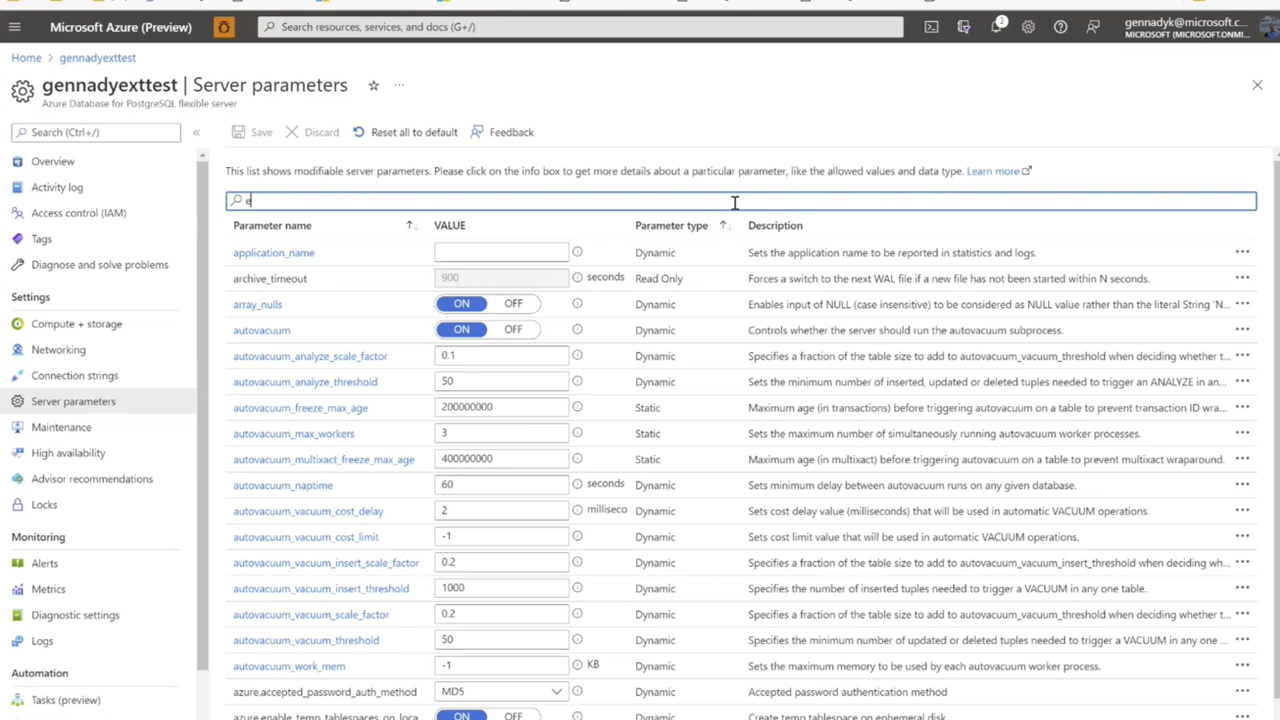 Microsoft Azure (Preview)
Search resources, services, and docs (G+/)
3
gennadyk@microsoft.c...
MICROSOFT (MICROSOFT.ONMI...
Home > gennadyexttest
gennadyexttest | Server parameters
Azure Database for PostgreSQL flexible server
Search (Ctrl+/)
Overview
Activity log
Access control (IAM)
Tags
Diagnose and solve problems
Settings
Compute + storage
Networking
Connection strings
Server parameters
Maintenance
High availability
Advisor recommendations
Locks
Monitoring
Alerts
Metrics
Diagnostic settings
Logs
Automation
Tasks (preview)
Save Discard Reset all to default Feedback
This list shows modifiable server parameters. Please click on the info box to get more details about a particular parameter, like the allowed values and data type. Learn more
e
Parameter name VALUE Parameter type Description
application_name Dynamic Sets the application name to be reported in statistics and logs.
archive_timeout 900 seconds Read Only Forces a switch to the next WAL file if a new file has not been started within N seconds.
array_nulls ON OFF Dynamic Enables input of NULL (case insensitive) to be considered as NULL value rather than the literal String 'N...
autovacuum ON OFF Dynamic Controls whether the server should run the autovacuum subprocess.
autovacuum_analyze_scale_factor 0.1 Dynamic Specifies a fraction of the table size to add to autovacuum_vacuum_threshold when deciding whether t...
autovacuum_analyze_threshold 50 Dynamic Sets the minimum number of inserted, updated or deleted tuples needed to trigger an ANALYZE in an...
autovacuum_freeze_max_age 200000000 Static Maximum age (in transactions) before triggering autovacuum on a table to prevent transaction ID wra...
autovacuum_max_workers 3 Static Sets the maximum number of simultaneously running autovacuum worker processes.
autovacuum_multixact_freeze_max_age 400000000 Static Maximum age (in multixact) before triggering autovacuum on a table to prevent multixact wraparound.
autovacuum_naptime 60 seconds Dynamic Sets minimum delay between autovacuum runs on any given database.
autovacuum_vacuum_cost_delay 2 milliseco Dynamic Sets cost delay value (milliseconds) that will be used in automatic VACUUM operations.
autovacuum_vacuum_cost_limit -1 Dynamic Sets cost limit value that will be used in automatic VACUUM operations.
autovacuum_vacuum_insert_scale_factor 0.2 Dynamic Specifies a fraction of the table size to add to autovacuum_vacuum_insert_threshold when deciding wh...
autovacuum_vacuum_insert_threshold 1000 Dynamic Specifies the number of inserted tuples needed to trigger a VACUUM in any one table.
autovacuum_vacuum_scale_factor 0.2 Dynamic Specifies a fraction of the table size to add to autovacuum_vacuum_threshold when deciding whether t...
autovacuum_vacuum_threshold 50 Dynamic Specifies the minimum number of updated or deleted tuples needed to trigger a VACUUM in any one ...
autovacuum_work_mem -1 KB Dynamic Sets the maximum memory to be used by each autovacuum worker process.
azure.accepted_password_auth_method MD5 Dynamic Accepted password authentication method
azure.enable_temp_tablespaces_on_loca ON OFF Dynamic Create temp tablespace on ephemeral disk